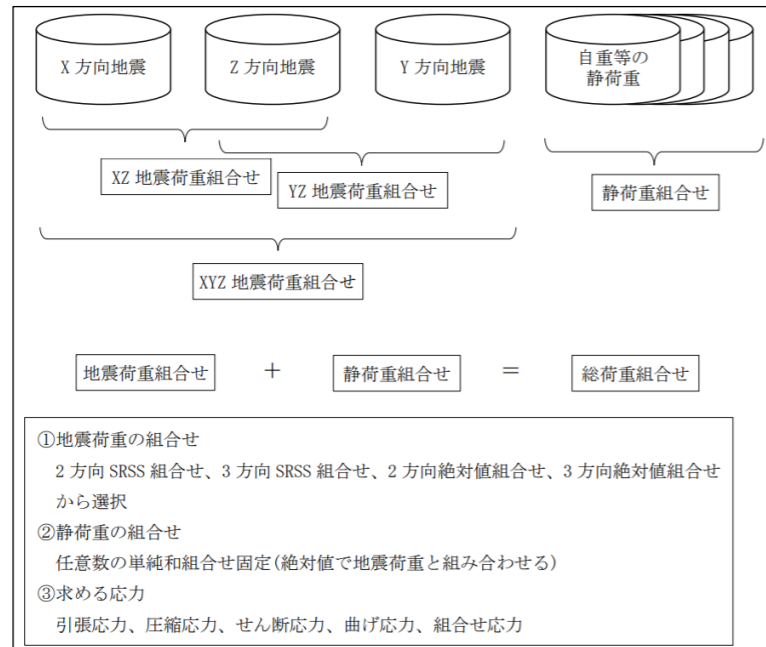 X 方向地震
Z 方向地震
Y 方向地震
自重等の
静荷重
XZ 地震荷重組合せ
YZ 地震荷重組合せ
静荷重組合せ
XYZ 地震荷重組合せ
地震荷重組合せ + 静荷重組合せ = 総荷重組合せ
①地震荷重の組合せ
2 方向 SRSS 組合せ、3 方向 SRSS 組合せ、2 方向絶対値組合せ、3 方向絶対値組合せ
から選択
②静荷重の組合せ
任意数の単純和組合せ固定(絶対値で地震荷重と組み合わせる)
③求める応力
引張応力、圧縮応力、せん断応力、曲げ応力、組合せ応力